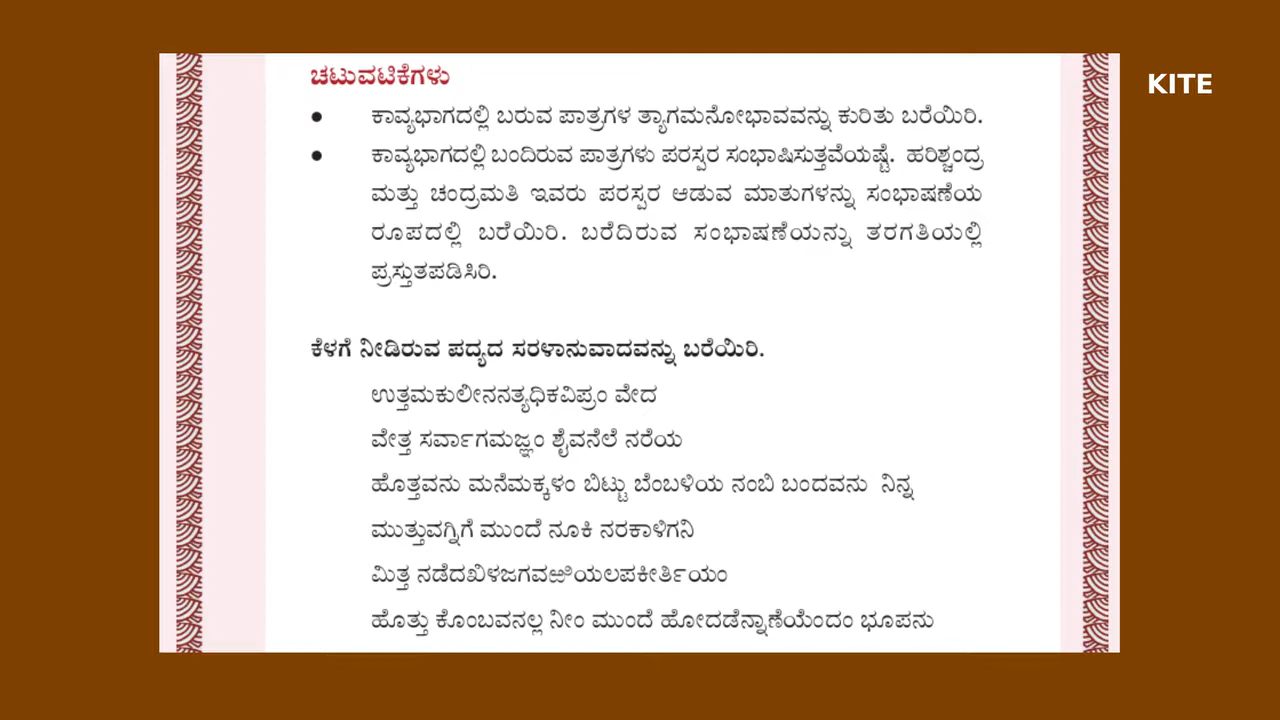 ಚಟುವಟಿಕೆಗಳು
KITE
• ಕಾವ್ಯಭಾಗದಲ್ಲಿ ಬರುವ ಪಾತ್ರಗಳ ತ್ಯಾಗಮನೋಭಾವವನ್ನು ಕುರಿತು ಬರೆಯಿರಿ.
• ಕಾವ್ಯಭಾಗದಲ್ಲಿ ಬಂದಿರುವ ಪಾತ್ರಗಳು ಪರಸ್ಪರ ಸಂಭಾಷಿಸುತ್ತವೆಯಷ್ಟೆ. ಹರಿಶ್ಚಂದ್ರ
ಮತ್ತು ಚಂದ್ರಮತಿ ಇವರು ಪರಸ್ಪರ ಆಡುವ ಮಾತುಗಳನ್ನು ಸಂಭಾಷಣೆಯ
ರೂಪದಲ್ಲಿ ಬರೆಯಿರಿ. ಬರೆದಿರುವ ಸಂಭಾಷಣೆಯನ್ನು ತರಗತಿಯಲ್ಲಿ
ಪ್ರಸ್ತುತಪಡಿಸಿರಿ.
ಕೆಳಗೆ ನೀಡಿರುವ ಪದ್ಯದ ಸರಳಾನುವಾದವನ್ನು ಬರೆಯಿರಿ.
ಉತ್ತಮಕುಲೀನನತ್ಯಧಿಕವಿಪ್ರಂ ವೇದ
ವೇತ್ತ ಸರ್ವಾಗಮಜ್ಞಂ ಶೈವನೆಲೆ ನರೆಯ
ಹೊತ್ತವನು ಮನೆಮಕ್ಕಳಂ ಬಿಟ್ಟು ಬೆಂಬಳಿಯ ನಂಬಿ ಬಂದವನು ನಿನ್ನ
ಮುತ್ತುವಗ್ನಿಗೆ ಮುಂದೆ ನೂಕಿ ನರಕಾಳಿಗನಿ
ಮಿತ್ತ ನಡೆದಖಿಳಜಗವಱಿಯಲಪಕೀರ್ತಿಯಂ
ಹೊತ್ತು ಕೊಂಬವನಲ್ಲ ನೀಂ ಮುಂದೆ ಹೋದಡೆನ್ನಾಣೆಯೆಂದಂ ಭೂಪನು